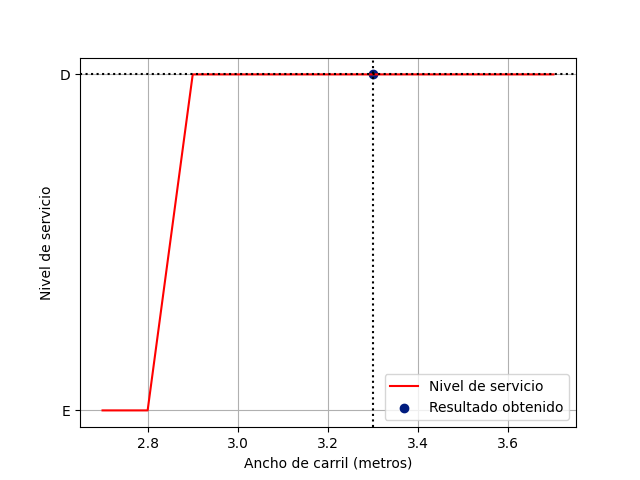 D
Nivel de servicio
E
2.8 3.0 3.2 3.4 3.6
Ancho de carril (metros)
Nivel de servicio
Resultado obtenido